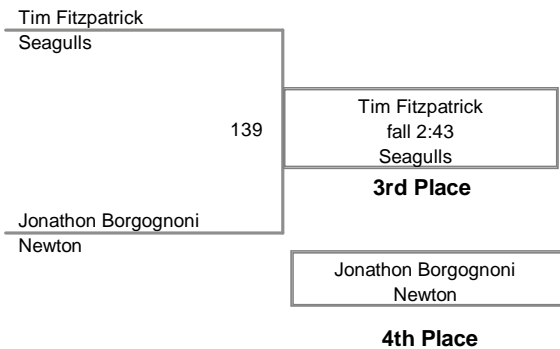 Tim Fitzpatrick
Seagulls
139
Tim Fitzpatrick
fall 2:43
Seagulls
3rd Place
Jonathon Borgognoni
Newton
Jonathon Borgognoni
Newton
4th Place